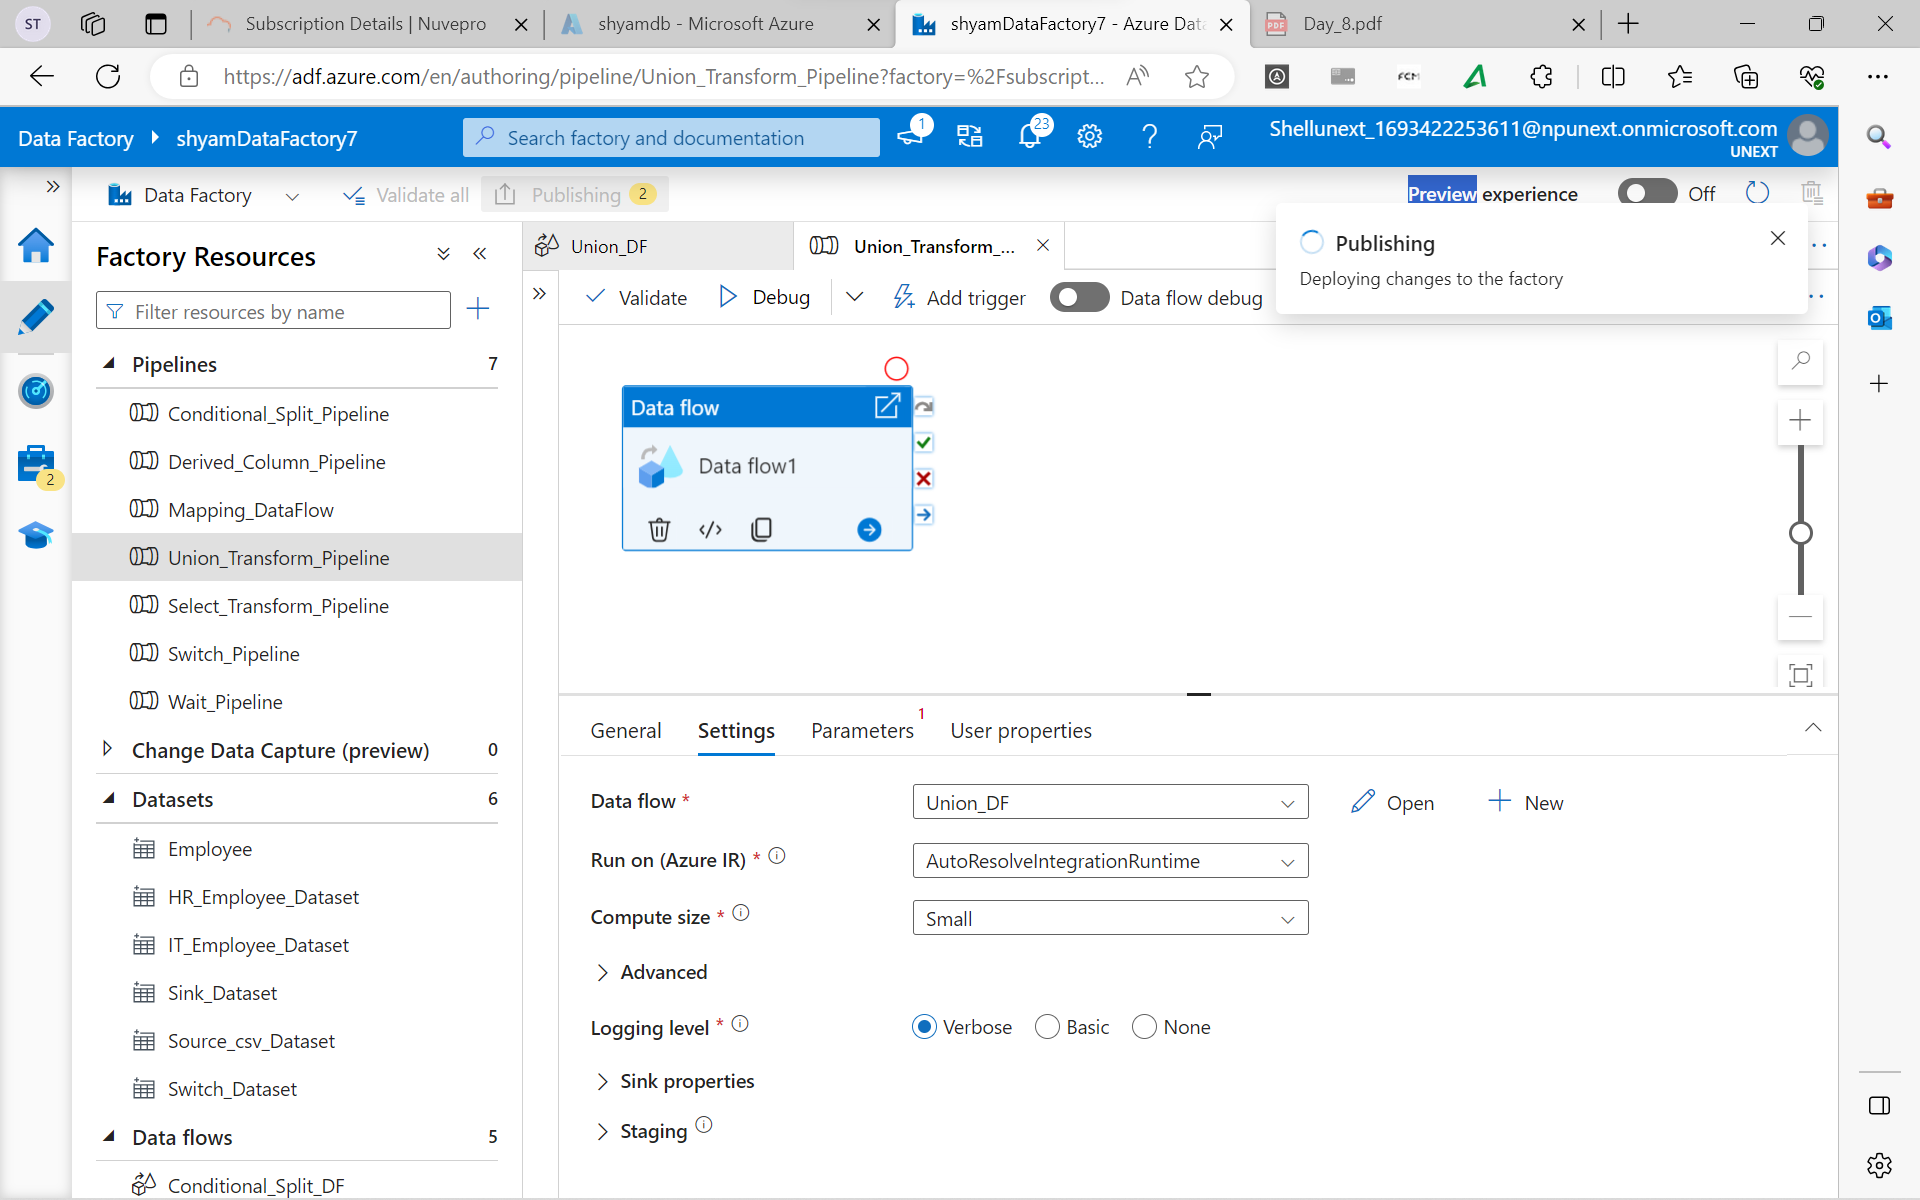 ST
Subscription Details | Nuvepro
shyamdb - Microsoft Azure
shyamDataFactory7 - Azure Data
Day_8.pdf
https://adf.azure.com/en/authoring/pipeline/Union_Transform_Pipeline?factory=%2Fsubscript...
FCM
Data Factory
shyamDataFactory7
Search factory and documentation
1
23
Shellunext_1693422253611@npunext.onmicrosoft.com
UNEXT
Data Factory
Validate all
Publishing 2
Preview experience
Off
Publishing
Deploying changes to the factory
Factory Resources
Union_DF
Union_Transform_...
Validate
Debug
Add trigger
Data flow debug
Filter resources by name
Pipelines 7
Conditional_Split_Pipeline
Derived_Column_Pipeline
Mapping_DataFlow
Union_Transform_Pipeline
Select_Transform_Pipeline
Switch_Pipeline
Wait_Pipeline
Change Data Capture (preview) 0
Datasets 6
Employee
HR_Employee_Dataset
IT_Employee_Dataset
Sink_Dataset
Source_csv_Dataset
Switch_Dataset
Data flows 5
Conditional_Split_DF
2
Data flow
Data flow1
General
Settings
Parameters 1
User properties
Data flow *
Union_DF
Open
New
Run on (Azure IR) *
AutoResolveIntegrationRuntime
Compute size *
Small
Advanced
Logging level *
Verbose
Basic
None
Sink properties
Staging